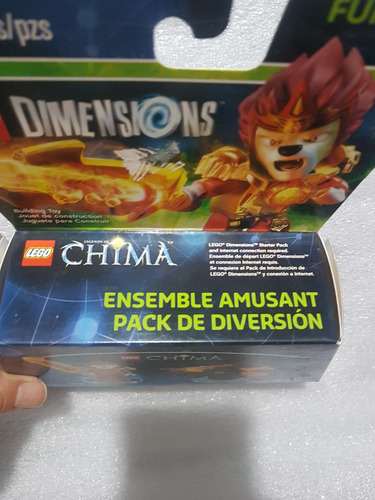 s/pzs
FU
DIMENSIONS™
Building Toy
Jouet de construction
Juguete para Construir
LEGO
LEGENDS OF
CHIMA™
LEGO® Dimensions™ Starter Pack
and internet connection required.
Ensemble de départ LEGO® Dimensions™
et connexion Internet requis.
Se requiere el Pack de Introducción de
LEGO® Dimensions™ y conexión a Internet.
ENSEMBLE AMUSANT
PACK DE DIVERSIÓN
CHIMA